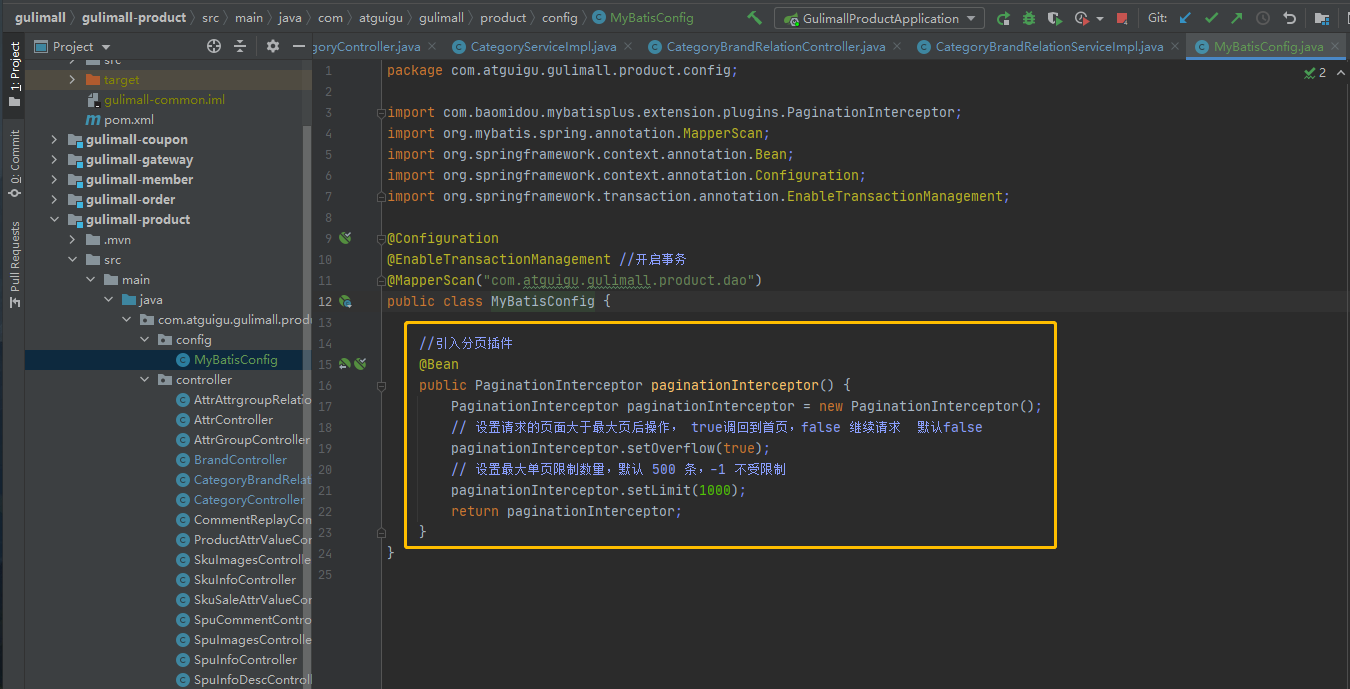 gulimall gulimall-product src main java com atguigu gulimall product config MyBatisConfig GulimallProductApplication Git:
1: Project
0: Commit
Pull Requests
Project
goryController.java CategoryServiceImpl.java CategoryBrandRelationController.java CategoryBrandRelationServiceImpl.java MyBatisConfig.java
src
target
gulimall-common.iml
pom.xml
gulimall-coupon
gulimall-gateway
gulimall-member
gulimall-order
gulimall-product
.mvn
src
main
java
com.atguigu.gulimall.produ
config
MyBatisConfig
controller
AttrAttrgroupRelatio
AttrController
AttrGroupController
BrandController
CategoryBrandRelat
CategoryController
CommentReplayCon
ProductAttrValueCor
SkuImagesControlle
SkuInfoController
SkuSaleAttrValueCor
SpuCommentContro
SpuImagesControlle
SpuInfoController
SpuInfoDescControll
2
1 package com.atguigu.gulimall.product.config;
2
3 import com.baomidou.mybatisplus.extension.plugins.PaginationInterceptor;
4 import org.mybatis.spring.annotation.MapperScan;
5 import org.springframework.context.annotation.Bean;
6 import org.springframework.context.annotation.Configuration;
7 import org.springframework.transaction.annotation.EnableTransactionManagement;
8
9 @Configuration
10 @EnableTransactionManagement //开启事务
11 @MapperScan("com.atguigu.gulimall.product.dao")
12 public class MyBatisConfig {
13
14 //引入分页插件
15 @Bean
16 public PaginationInterceptor paginationInterceptor() {
17 PaginationInterceptor paginationInterceptor = new PaginationInterceptor();
18 // 设置请求的页面大于最大页后操作， true调回到首页，false 继续请求 默认false
19 paginationInterceptor.setOverflow(true);
20 // 设置最大单页限制数量，默认 500 条，-1 不受限制
21 paginationInterceptor.setLimit(1000);
22 return paginationInterceptor;
23 }
24 }
25